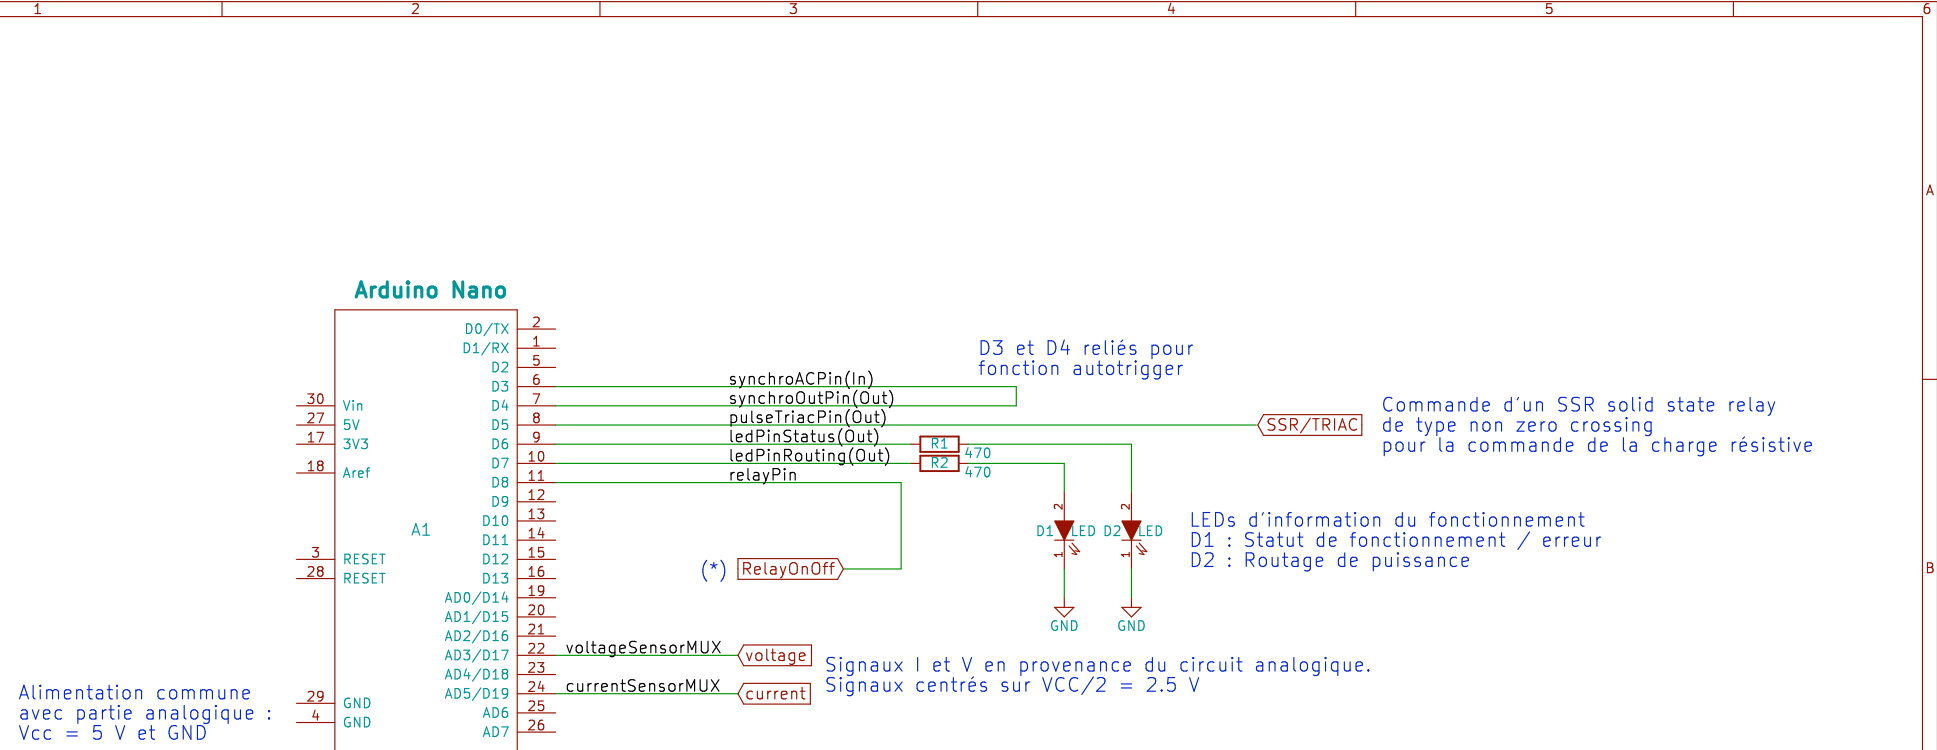 1 2 3 4 5 6
A
Arduino Nano
D0/TX 2
D1/RX 1
D2 5
D3 6 synchroACPin(In)
D4 7 synchroOutPin(Out)
D5 8 pulseTriacPin(Out)
D6 9 ledPinStatus(Out)
D7 10 ledPinRouting(Out)
D8 11 relayPin
D9 12
D10 13
D11 14
D12 15
D13 16
AD0/D14 19
AD1/D15 20
AD2/D16 21
AD3/D17 22 voltageSensorMUX
AD4/D18 23
AD5/D19 24 currentSensorMUX
AD6 25
AD7 26
30 Vin
27 5V
17 3V3
18 Aref
A1
3 RESET
28 RESET
29 GND
4 GND
Alimentation commune
avec partie analogique :
Vcc = 5 V et GND
D3 et D4 reliés pour
fonction autotrigger
SSR/TRIAC
Commande d'un SSR solid state relay
de type non zero crossing
pour la commande de la charge résistive
R1 470
R2 470
2 2
D1 LED D2 LED
1 1
GND GND
LEDs d'information du fonctionnement
D1 : Statut de fonctionnement / erreur
D2 : Routage de puissance
(*) RelayOnOff
B
voltage
current
Signaux I et V en provenance du circuit analogique.
Signaux centrés sur VCC/2 = 2.5 V